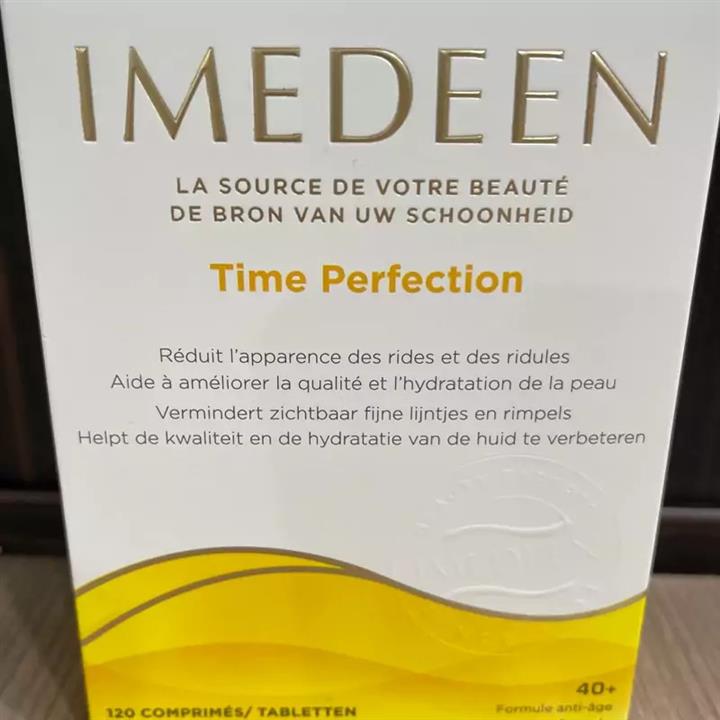 IMEDEEN
LA SOURCE DE VOTRE BEAUTÉ
DE BRON VAN UW SCHOONHEID
Time Perfection
Réduit l'apparence des rides et des ridules
Aide à améliorer la qualité et l'hydratation de la peau
Vermindert zichtbaar fijne lijntjes en rimpels
Helpt de kwaliteit en de hydratatie van de huid te verbeteren
40+
120 COMPRIMÉS/ TABLETTEN
Formule anti-âge